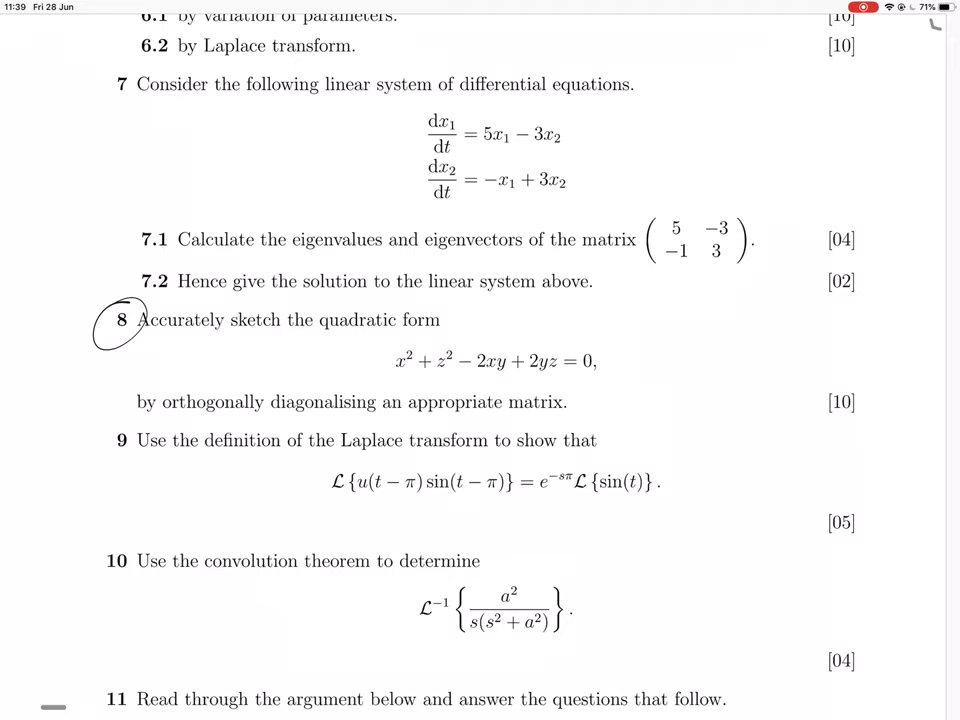 11:39 Fri 28 Jun 71%
6.1 by variation of parameters. [10]
6.2 by Laplace transform. [10]
7 Consider the following linear system of differential equations.
dx₁/dt = 5x₁ − 3x₂
dx₂/dt = −x₁ + 3x₂
7.1 Calculate the eigenvalues and eigenvectors of the matrix ( 5 −3 −1 3 ). [04]
7.2 Hence give the solution to the linear system above. [02]
8 Accurately sketch the quadratic form
x² + z² − 2xy + 2yz = 0,
by orthogonally diagonalising an appropriate matrix. [10]
9 Use the definition of the Laplace transform to show that
ℒ {u(t − π) sin(t − π)} = e⁻ˢᵖⁱ ℒ {sin(t)} .
[05]
10 Use the convolution theorem to determine
ℒ⁻¹ { a² / s(s² + a²) } .
[04]
11 Read through the argument below and answer the questions that follow.